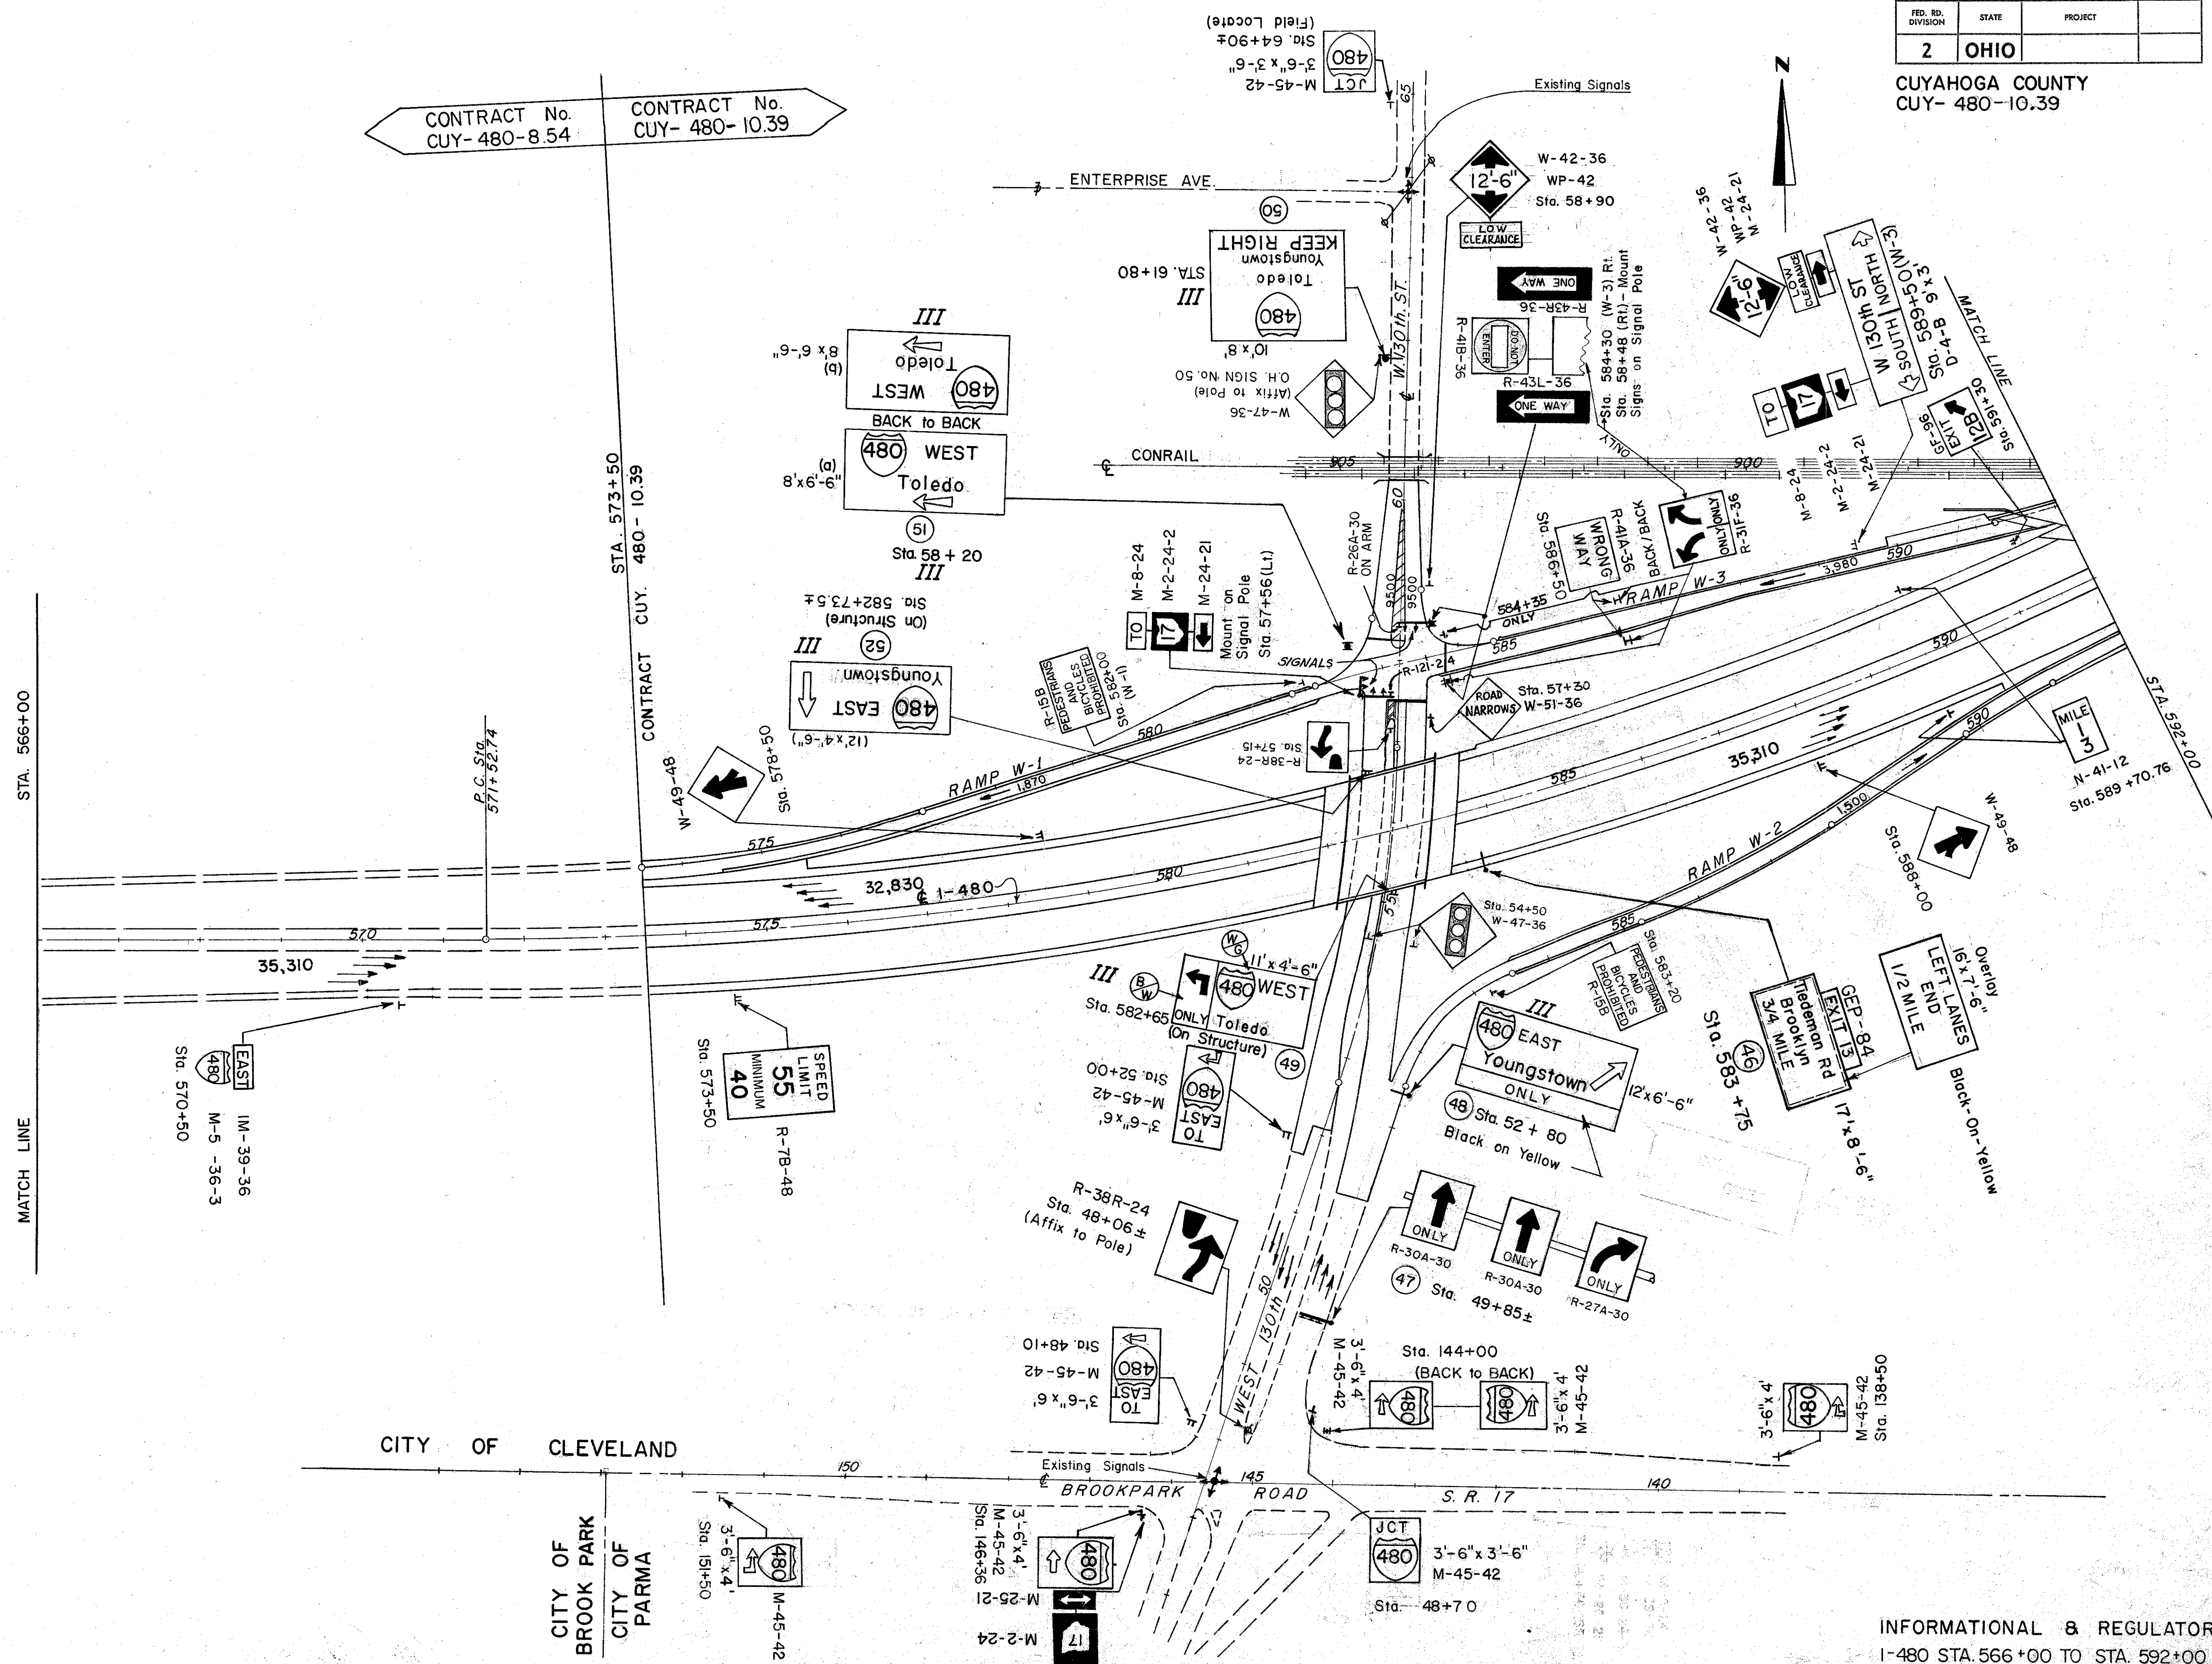 FED. RD. DIVISION STATE PROJECT
2 OHIO
CUYAHOGA COUNTY
CUY- 480-10.39
N
CONTRACT No.
CUY-480-8.54
CONTRACT No.
CUY- 480-10.39
STA. 573+50
CONTRACT CUY. 480-10.39
JCT
480
M-45-42
3'-6" x 3'-6"
Sta. 64+90±
(Field Locate)
65
Existing Signals
ENTERPRISE AVE.
12'-6"
LOW
CLEARANCE
W-42-36
WP-42
Sta. 58+90
50
480
Toledo
Youngstown
KEEP RIGHT
10' x 8'
STA. 61+80
III
W. 130th. ST.
W-47-36
(Affix to Pole)
O.H. SIGN No. 50
ONE WAY
R-43R-36
DO NOT
ENTER
R-41B-36
R-43L-36
ONE WAY
Sta. 584+30 (W-3) Rt.
Sta. 58+48 (Rt.) - Mount
Signs on Signal Pole
ONLY
W-42-36
WP-42
M-24-21
12'-6"
LOW
CLEARANCE
W 130th ST
SOUTH NORTH
Sta. 589+50 (W-3)
D-4-B 9' x 3'
MATCH LINE
STA. 592+00
TO
17
M-8-24
M-2-24-2
M-24-21
EXIT
12B
GF-96
Sta. 591+30
III
480 WEST
Toledo
(b)
8' x 6'-6"
BACK to BACK
480 WEST
Toledo
(a)
8'x6'-6"
15
Sta. 58 + 20
III
CONRAIL
905
900
60
R-26A-30
ON ARM
9500
9500
WRONG
WAY
R-41A-36
Sta. 586+50
BACK / BACK
ONLY ONLY
R-31F-36
584+35
ONLY
RAMP W-3
3,980
585
590
TO
17
M-8-24
M-2-24-2
M-24-21
Mount on
Signal Pole
Sta. 57+56 (Lt.)
SIGNALS
R-121-24
ROAD
NARROWS
Sta. 57+30
W-51-36
R-38R-24
Sta. 57+15
(On Structure)
Sta. 582+73.5±
52
III
480 EAST
Youngstown
(12' x 4'-6")
R-15B
PEDESTRIANS
BICYCLES
AND
PROHIBITED
Sta. 582+00
(W-1)
580
RAMP W-1
1,870
575
W-49-48
Sta. 578+50
STA. 566+00
MATCH LINE
P.C. Sta.
571+52.74
570
35,310
575
32,830
℄ I-480
580
585
590
35,310
55
MILE
13
N-41-12
Sta. 589+70.76
590
1,500
RAMP W-2
585
W-49-48
Sta. 588+00
Sta. 54+50
W-47-36
W/G
11' x 4'-6"
480 WEST
ONLY Toledo
III
B/W
Sta. 582+65
(On Structure)
49
TO
EAST
480
3'-6"x 6'
M-45-42
Sta. 52+00
III
480 EAST
Youngstown
ONLY
12'x6'-6"
48 Sta. 52 + 80
Black on Yellow
Sta. 583+20
PEDESTRIANS
AND
BICYCLES
PROHIBITED
R-15B
GEP-84
EXIT 13
Tiedeman Rd
Brooklyn
3/4 MILE
46
Sta. 583 +75
17' x 8'-6"
Overlay
16' x 7'-6"
LEFT LANES
END
1/2 MILE
Black-On-Yellow
EAST
480
IM-39-36
M-5 -36-3
Sta. 570+50
SPEED
LIMIT
55
MINIMUM
40
R-7B-48
Sta. 573+50
R-38R-24
Sta. 48+06±
(Affix to Pole)
ONLY
R-30A-30
ONLY
R-30A-30
ONLY
R-27A-30
47 Sta. 49+85±
50
WEST 130th
TO
EAST
480
3'-6"x 6'
M-45-42
Sta. 48+10
Sta. 144+00
(BACK to BACK)
480
3'-6"x 4'
M-45-42
480
3'-6"x 4'
M-45-42
480
3'-6"x 4'
M-45-42
Sta. 138+50
CITY OF CLEVELAND
150
Existing Signals
145
140
℄ BROOKPARK ROAD S.R. 17
CITY OF
BROOK PARK
CITY OF
PARMA
480
3'-6"x 4'
M-45-42
Sta. 151+50
480
3'-6"x4'
M-45-42
Sta. 146+36
M-25-21
17
M-2-24
JCT
480
3'-6"x 3'-6"
M-45-42
Sta. 48+70
INFORMATIONAL & REGULATOR
I-480 STA. 566+00 TO STA. 592+00